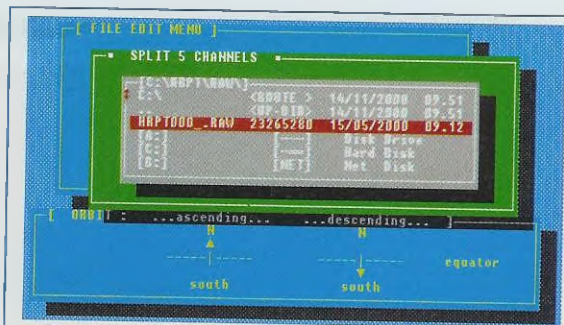 [ FILE EDIT MENU ]
SPLIT 5 CHANNELS
[C:\HRPT\RAW\]
C:\ <ROOTE > 14/11/2000 09.51
<UP-DIR> 14/11/2000 09.51
HRPT000_.RAW 23265280 15/05/2000 09.12
[A:] Disk Drive
[C:] Hard Disk
[B:] [NET] Net Disk
[ ORBIT : ...ascending... ...descending... ]
N N
equator
south south